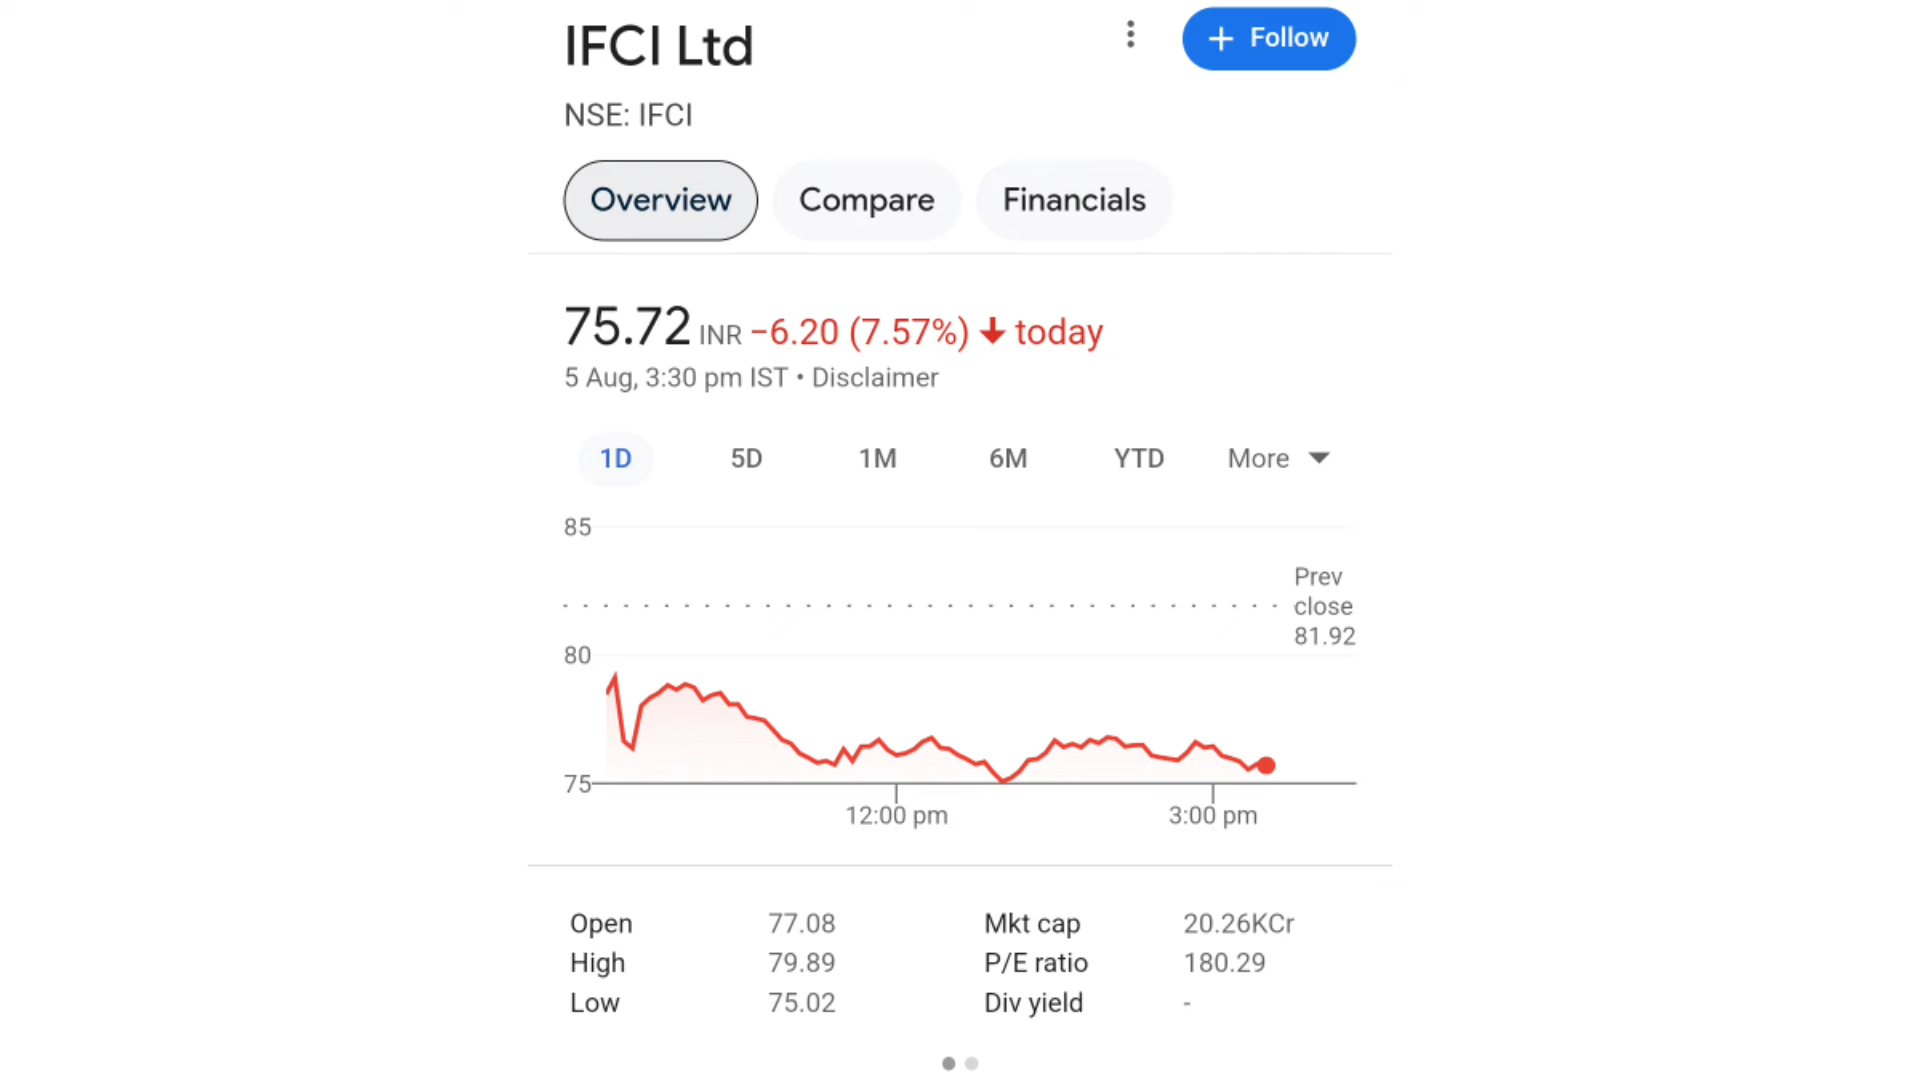 IFCI Ltd
+ Follow
NSE: IFCI
Overview Compare Financials
75.72 INR −6.20 (7.57%) ↓ today
5 Aug, 3:30 pm IST • Disclaimer
1D 5D 1M 6M YTD More
85
Prev
close
81.92
80
75
12:00 pm 3:00 pm
Open 77.08 Mkt cap 20.26KCr
High 79.89 P/E ratio 180.29
Low 75.02 Div yield -